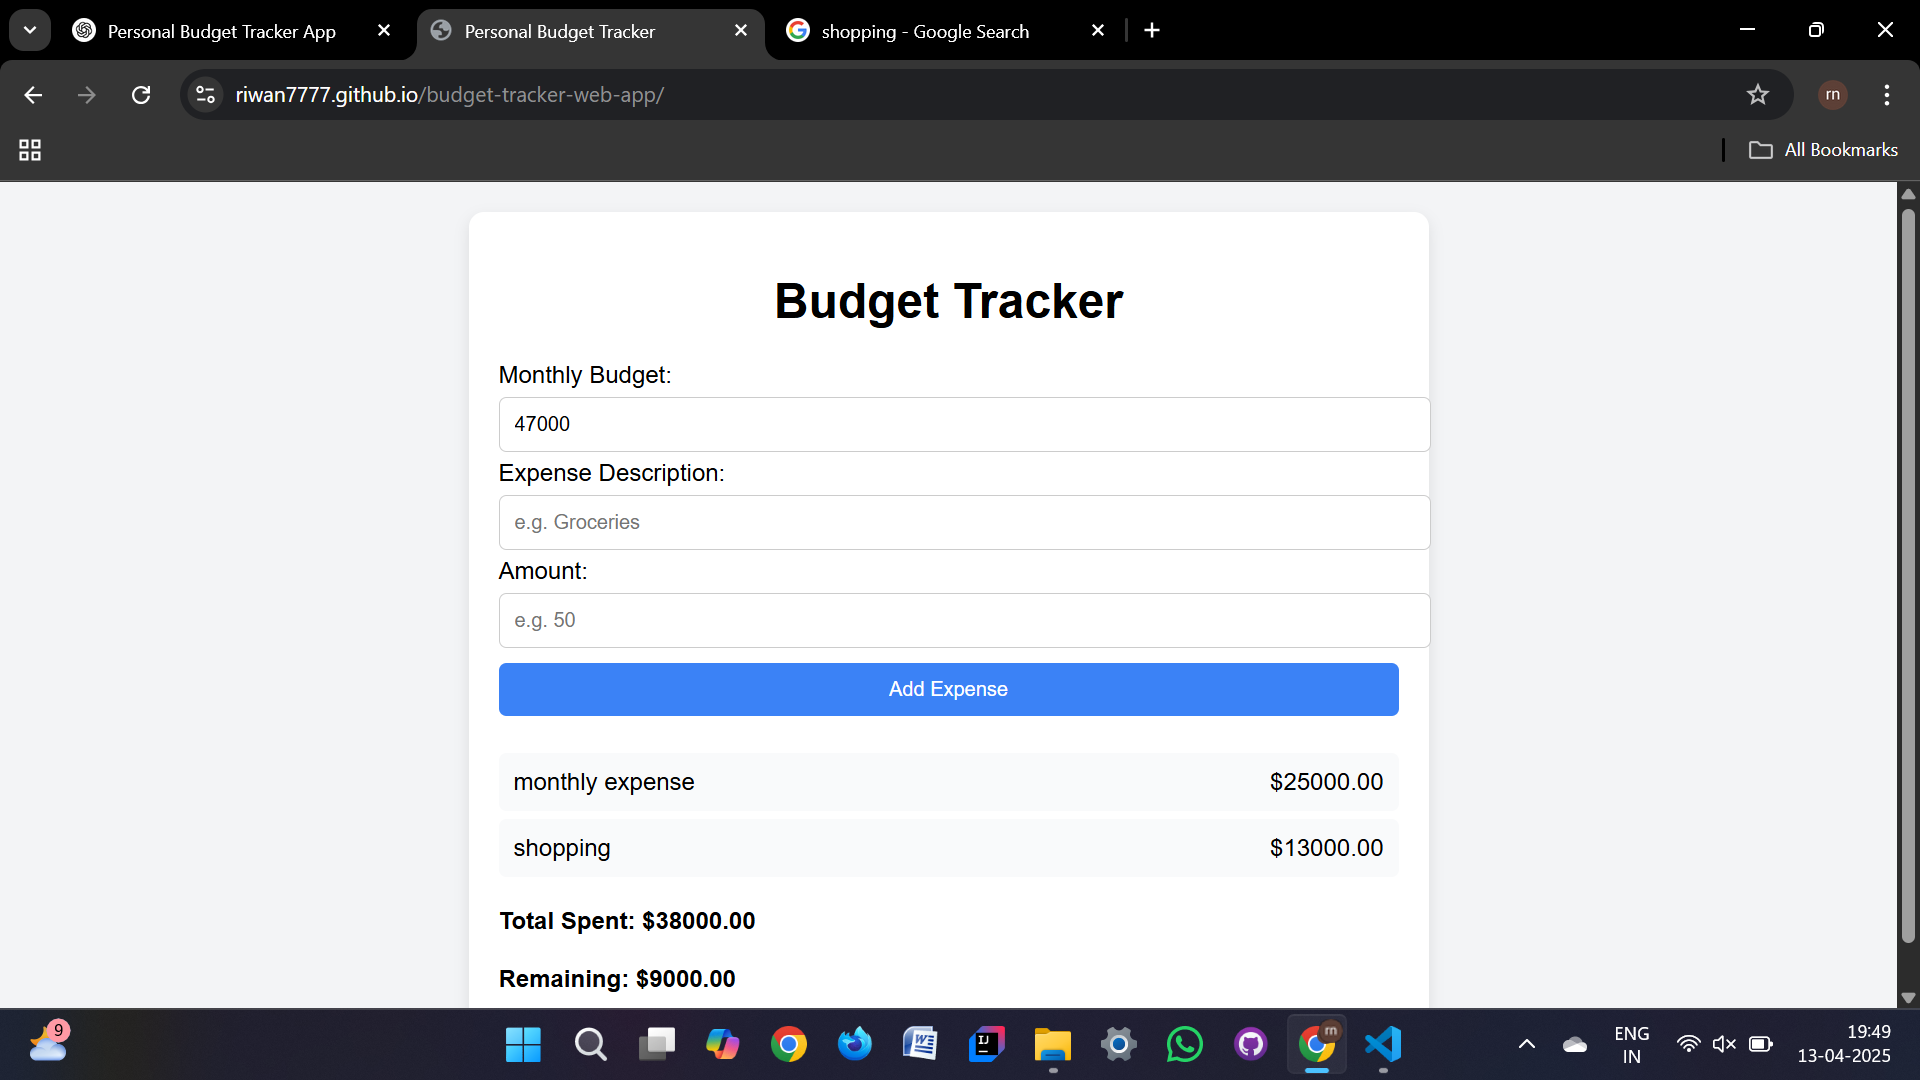 Personal Budget Tracker App
Personal Budget Tracker
shopping - Google Search
riwan7777.github.io/budget-tracker-web-app/
rn
All Bookmarks
Budget Tracker
Monthly Budget:
47000
Expense Description:
e.g. Groceries
Amount:
e.g. 50
Add Expense
monthly expense $25000.00
shopping $13000.00
Total Spent: $38000.00
Remaining: $9000.00
9
W
IJ
m
ENG
IN
19:49
13-04-2025